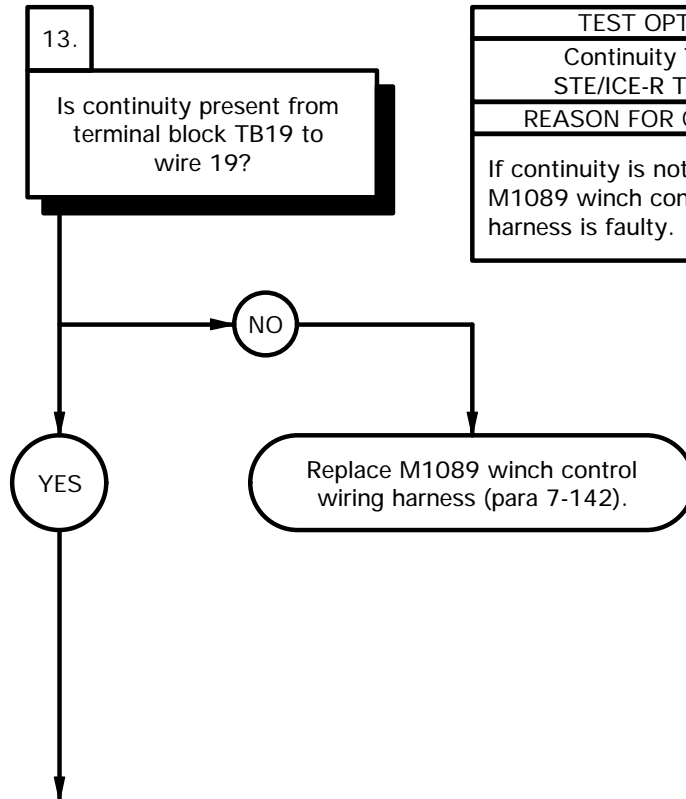 13.
Is continuity present from
terminal block TB19 to
wire 19?
TEST OPT
Continuity
STE/ICE-R T
REASON FOR
If continuity is not
M1089 winch con
harness is faulty.
NO
YES
Replace M1089 winch control
wiring harness (para 7-142).